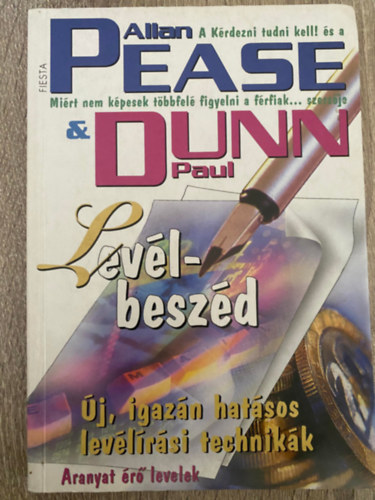 FIESTA
Allan A Kérdezni tudni kell! és a
PEASE
Miért nem képesek többfelé figyelni a férfiak... szerzője
& DUNN
Paul
Levél-
beszéd
Új, igazán hatásos
levélírási technikák
Aranyat érő levelek